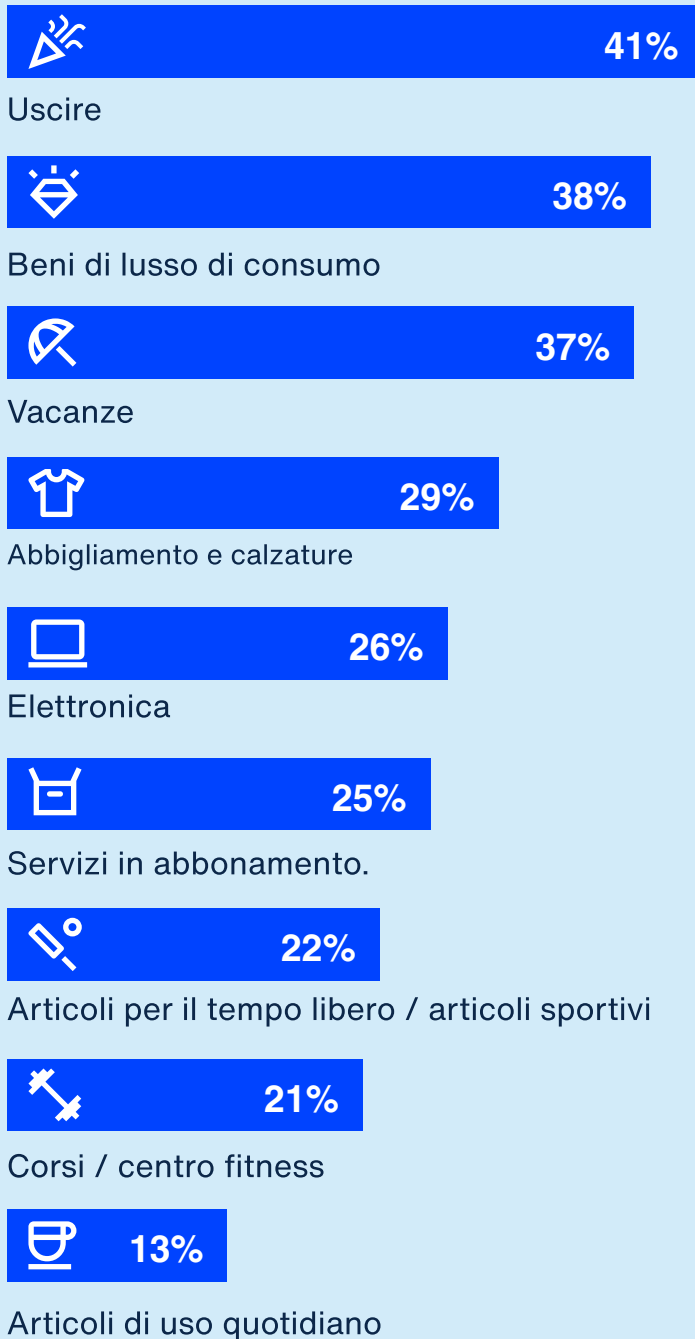 41%
Uscire
38%
Beni di lusso di consumo
37%
Vacanze
29%
Abbigliamento e calzature
26%
Elettronica
25%
Servizi in abbonamento.
22%
Articoli per il tempo libero / articoli sportivi
21%
Corsi / centro fitness
13%
Articoli di uso quotidiano